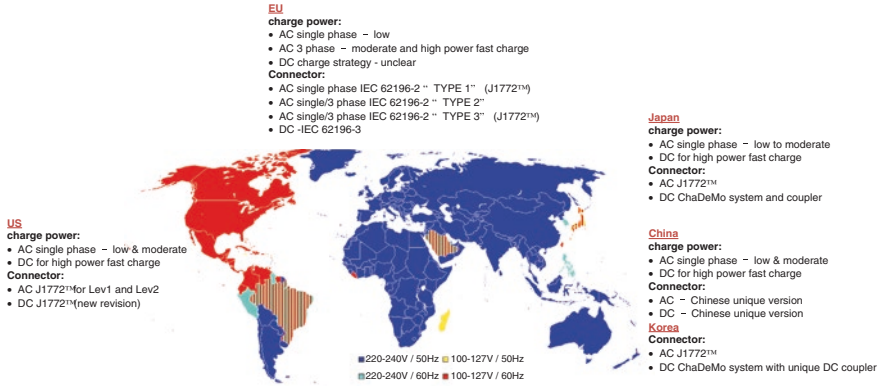 EU
charge power:
• AC single phase – low
• AC 3 phase – moderate and high power fast charge
• DC charge strategy - unclear
Connector:
• AC single phase IEC 62196-2 “ TYPE 1” (J1772™)
• AC single/3 phase IEC 62196-2 “ TYPE 2”
• AC single/3 phase IEC 62196-2 “ TYPE 3” (J1772™)
• DC -IEC 62196-3
US
charge power:
• AC single phase – low & moderate
• DC for high power fast charge
Connector:
• AC J1772™for Lev1 and Lev2
• DC J1772™(new revision)
Japan
charge power:
• AC single phase – low to moderate
• DC for high power fast charge
Connector:
• AC J1772™
• DC ChaDeMo system and coupler
China
charge power:
• AC single phase – low & moderate
• DC for high power fast charge
Connector:
• AC – Chinese unique version
• DC – Chinese unique version
Korea
Connector:
• AC J1772™
• DC ChaDeMo system with unique DC coupler
220-240V / 50Hz 100-127V / 50Hz
220-240V / 60Hz 100-127V / 60Hz